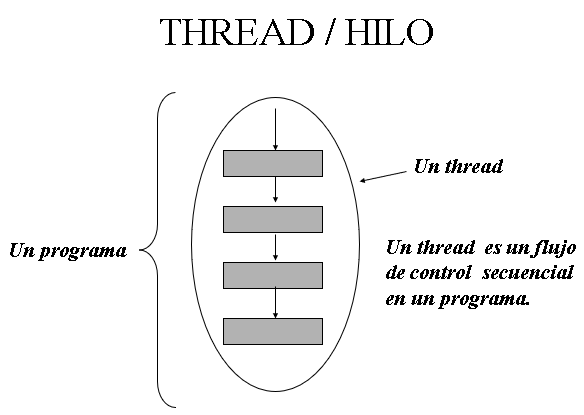 THREAD / HILO
Un thread
Un programa
Un thread es un flujo
de control secuencial
en un programa.